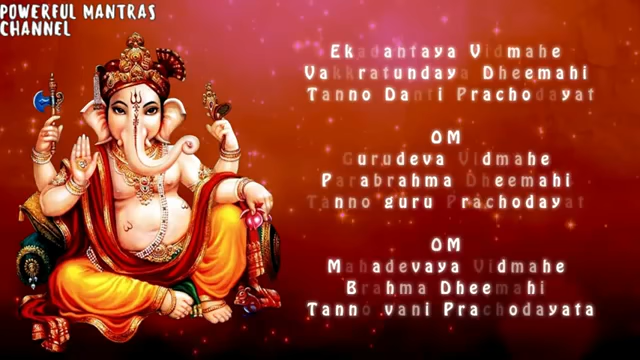 POWERFUL MANTRAS
CHANNEL
Ekadantaya Vidmahe
Vakkratundaya Dheemahi
Tanno Danti Prachodayat
OM
Gurudeva Vidmahe
Parabrahma Dheemahi
Tanno guru Prachodayat
OM
Mahadevaya Vidmahe
Brahma Dheemahi
Tanno vani Prachodayata